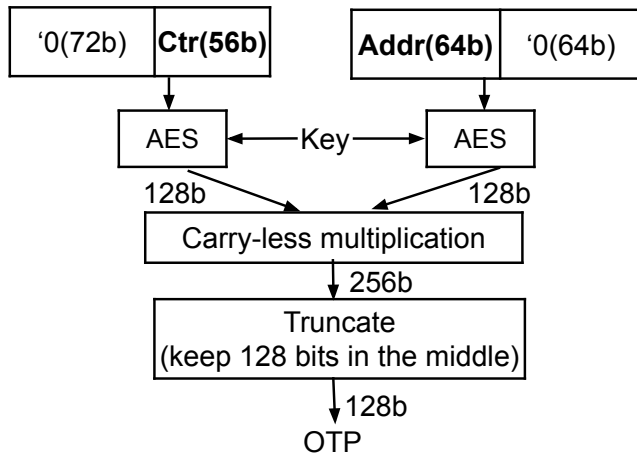 ‘0(72b) Ctr(56b) Addr(64b) ‘0(64b)
AES Key AES
128b 128b
Carry-less multiplication
256b
Truncate
(keep 128 bits in the middle)
128b
OTP